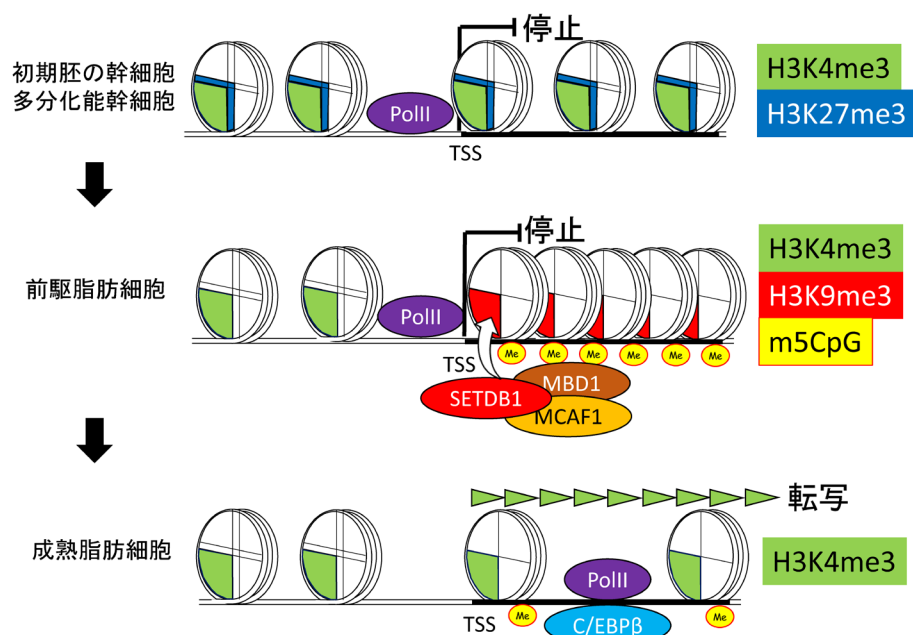 停止
初期胚の幹細胞
多分化能幹細胞
PolII
TSS
H3K4me3
H3K27me3
停止
前駆脂肪細胞
PolII
TSS
Me Me Me Me Me Me
SETDB1
MBD1
MCAF1
H3K4me3
H3K9me3
m5CpG
転写
成熟脂肪細胞
PolII
TSS
Me
C/EBPβ
Me
H3K4me3